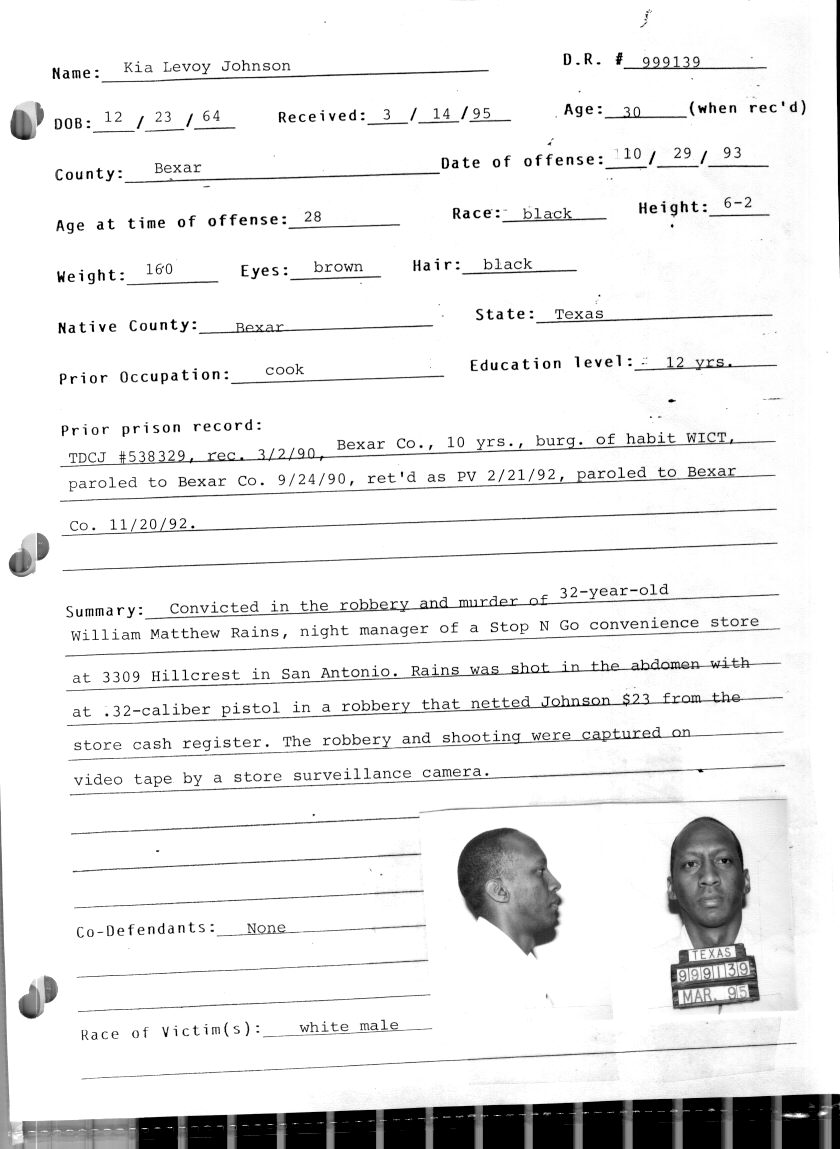 Name: Kia Levoy Johnson D.R. # 999139
DOB: 12 / 23 / 64 Received: 3 / 14 / 95 Age: 30 (when rec'd)
County: Bexar Date of offense: 10 / 29 / 93
Age at time of offense: 28 Race: black Height: 6-2
Weight: 160 Eyes: brown Hair: black
Native County: Bexar State: Texas
Prior Occupation: cook Education level: 12 yrs.
Prior prison record:
TDCJ #538329, rec. 3/2/90, Bexar Co., 10 yrs., burg. of habit WICT,
paroled to Bexar Co. 9/24/90, ret'd as PV 2/21/92, paroled to Bexar
Co. 11/20/92.
Summary: Convicted in the robbery and murder of 32-year-old
William Matthew Rains, night manager of a Stop N Go convenience store
at 3309 Hillcrest in San Antonio. Rains was shot in the abdomen with
at .32-caliber pistol in a robbery that netted Johnson $23 from the
store cash register. The robbery and shooting were captured on
video tape by a store surveillance camera.
Co-Defendants: None
TEXAS
999139
MAR. 95
Race of Victim(s): white male